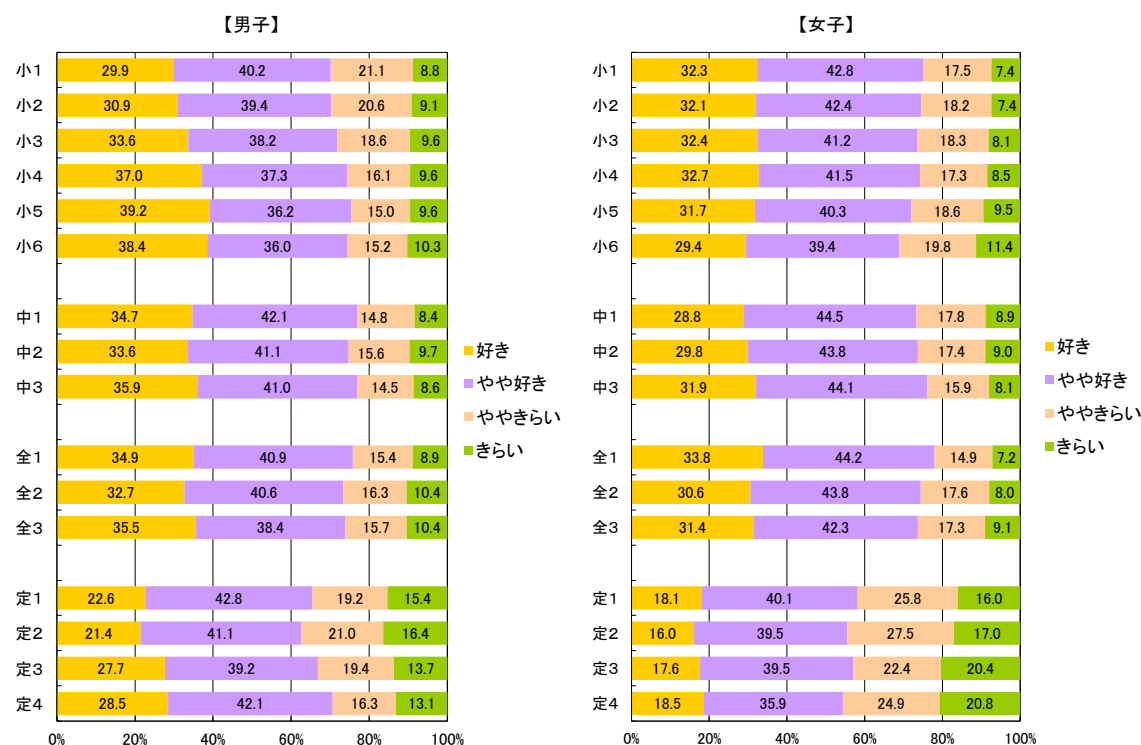 【男子】
小1 29.9 40.2 21.1 8.8
小2 30.9 39.4 20.6 9.1
小3 33.6 38.2 18.6 9.6
小4 37.0 37.3 16.1 9.6
小5 39.2 36.2 15.0 9.6
小6 38.4 36.0 15.2 10.3
中1 34.7 42.1 14.8 8.4
中2 33.6 41.1 15.6 9.7
中3 35.9 41.0 14.5 8.6
全1 34.9 40.9 15.4 8.9
全2 32.7 40.6 16.3 10.4
全3 35.5 38.4 15.7 10.4
定1 22.6 42.8 19.2 15.4
定2 21.4 41.1 21.0 16.4
定3 27.7 39.2 19.4 13.7
定4 28.5 42.1 16.3 13.1
0% 20% 40% 60% 80% 100%
好き
やや好き
ややきらい
きらい
【女子】
小1 32.3 42.8 17.5 7.4
小2 32.1 42.4 18.2 7.4
小3 32.4 41.2 18.3 8.1
小4 32.7 41.5 17.3 8.5
小5 31.7 40.3 18.6 9.5
小6 29.4 39.4 19.8 11.4
中1 28.8 44.5 17.8 8.9
中2 29.8 43.8 17.4 9.0
中3 31.9 44.1 15.9 8.1
全1 33.8 44.2 14.9 7.2
全2 30.6 43.8 17.6 8.0
全3 31.4 42.3 17.3 9.1
定1 18.1 40.1 25.8 16.0
定2 16.0 39.5 27.5 17.0
定3 17.6 39.5 22.4 20.4
定4 18.5 35.9 24.9 20.8
0% 20% 40% 60% 80% 100%
好き
やや好き
ややきらい
きらい